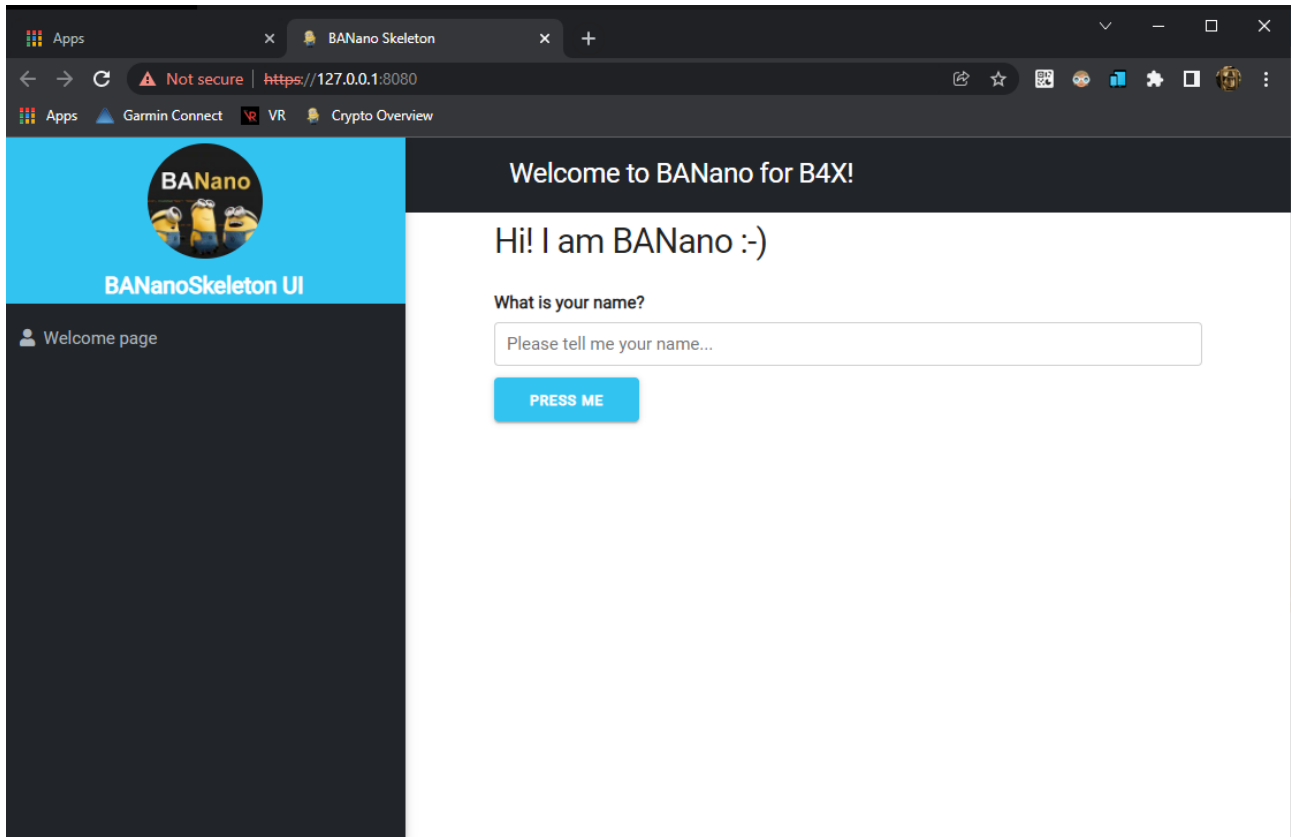 Apps
BANano Skeleton
Not secure | https://127.0.0.1:8080
Apps Garmin Connect VR VR Crypto Overview
BANano
BANanoSkeleton UI
Welcome page
Welcome to BANano for B4X!
Hi! I am BANano :-)
What is your name?
Please tell me your name...
PRESS ME